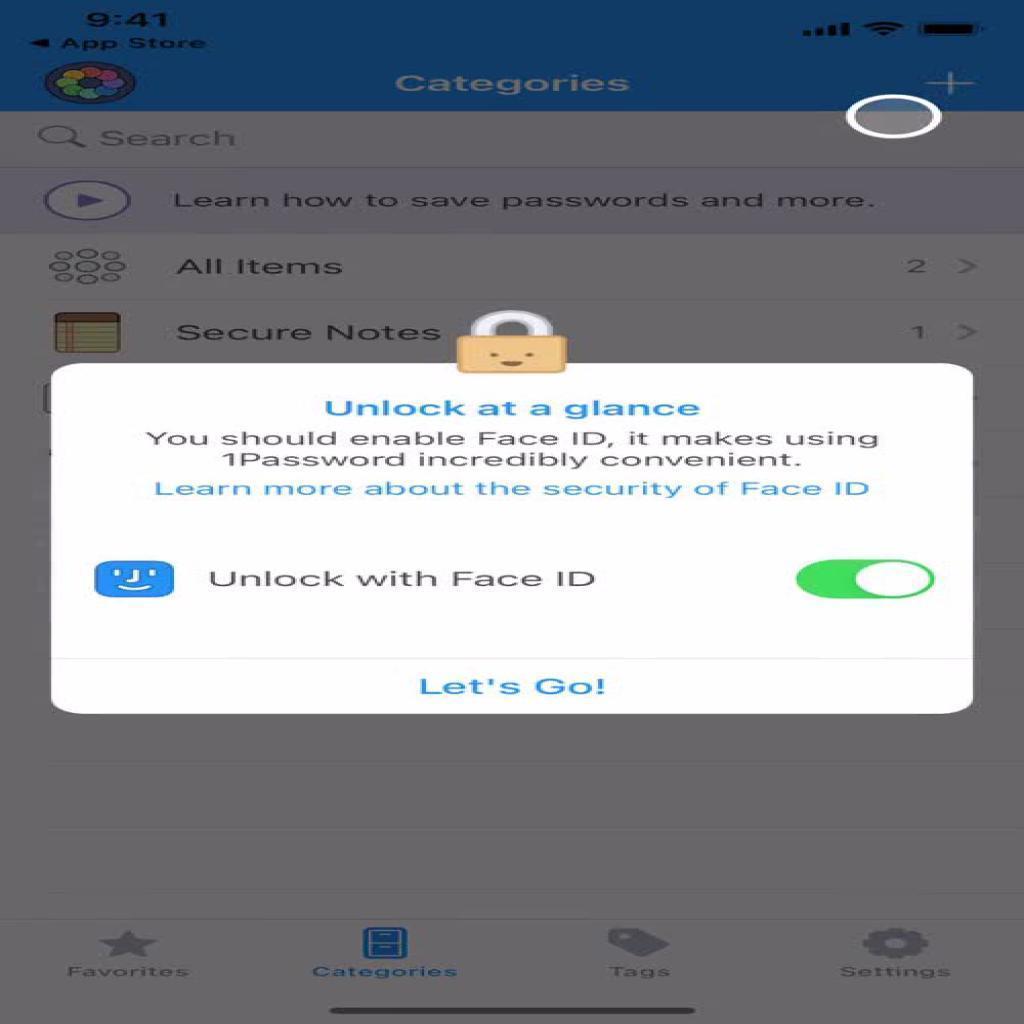 9:41
App Store
Categories
Search
Learn how to save passwords and more.
All Items 2
Secure Notes 1
Unlock at a glance
You should enable Face ID, it makes using
1Password incredibly convenient.
Learn more about the security of Face ID
Unlock with Face ID
Let's Go!
Favorites Categories Tags Settings